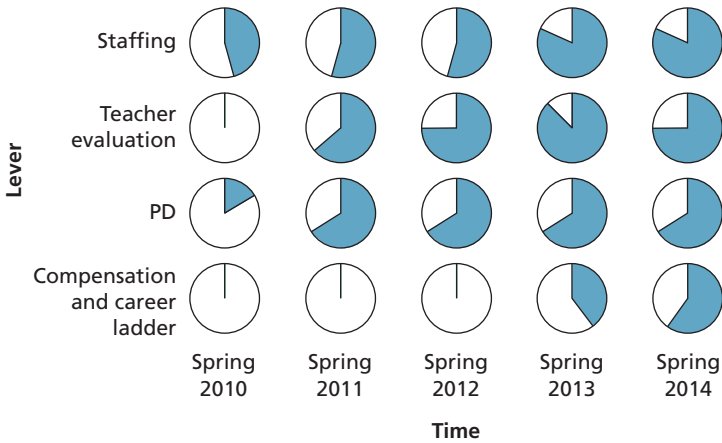 Staffing
Teacher
evaluation
Lever
PD
Compensation
and career
ladder
Spring Spring Spring Spring Spring
2010 2011 2012 2013 2014
Time